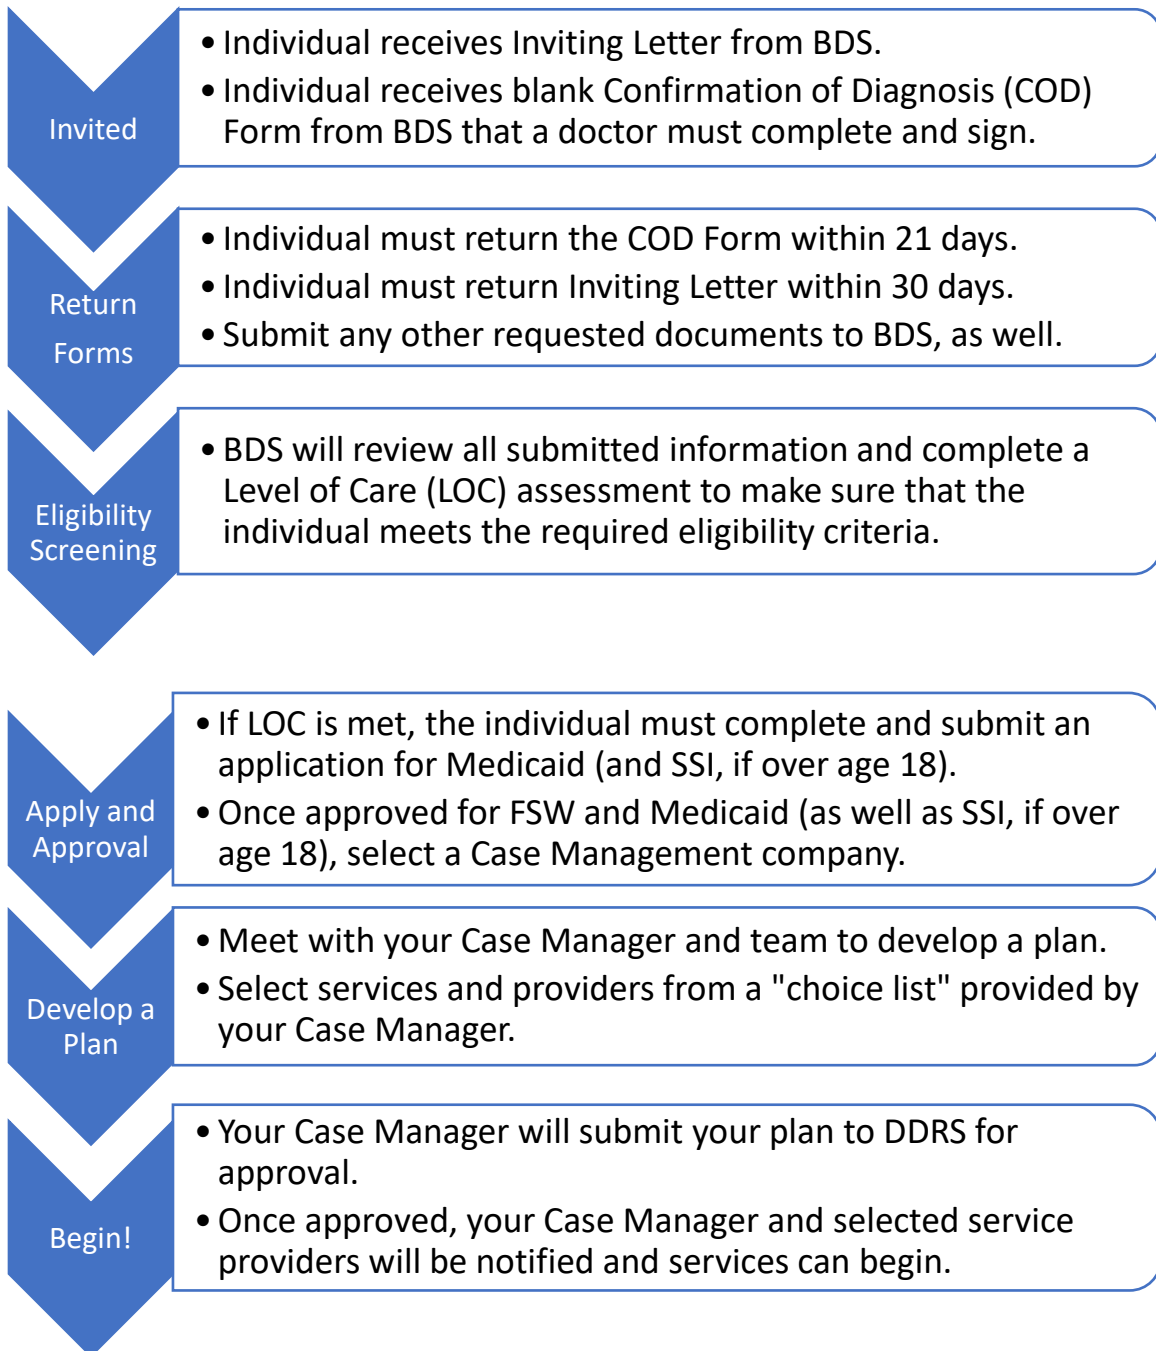 Invited
• Individual receives Inviting Letter from BDS.
• Individual receives blank Confirmation of Diagnosis (COD)
Form from BDS that a doctor must complete and sign.
Return
Forms
• Individual must return the COD Form within 21 days.
• Individual must return Inviting Letter within 30 days.
• Submit any other requested documents to BDS, as well.
Eligibility
Screening
• BDS will review all submitted information and complete a
Level of Care (LOC) assessment to make sure that the
individual meets the required eligibility criteria.
Apply and
Approval
• If LOC is met, the individual must complete and submit an
application for Medicaid (and SSI, if over age 18).
• Once approved for FSW and Medicaid (as well as SSI, if over
age 18), select a Case Management company.
Develop a
Plan
• Meet with your Case Manager and team to develop a plan.
• Select services and providers from a "choice list" provided by
your Case Manager.
Begin!
• Your Case Manager will submit your plan to DDRS for
approval.
• Once approved, your Case Manager and selected service
providers will be notified and services can begin.